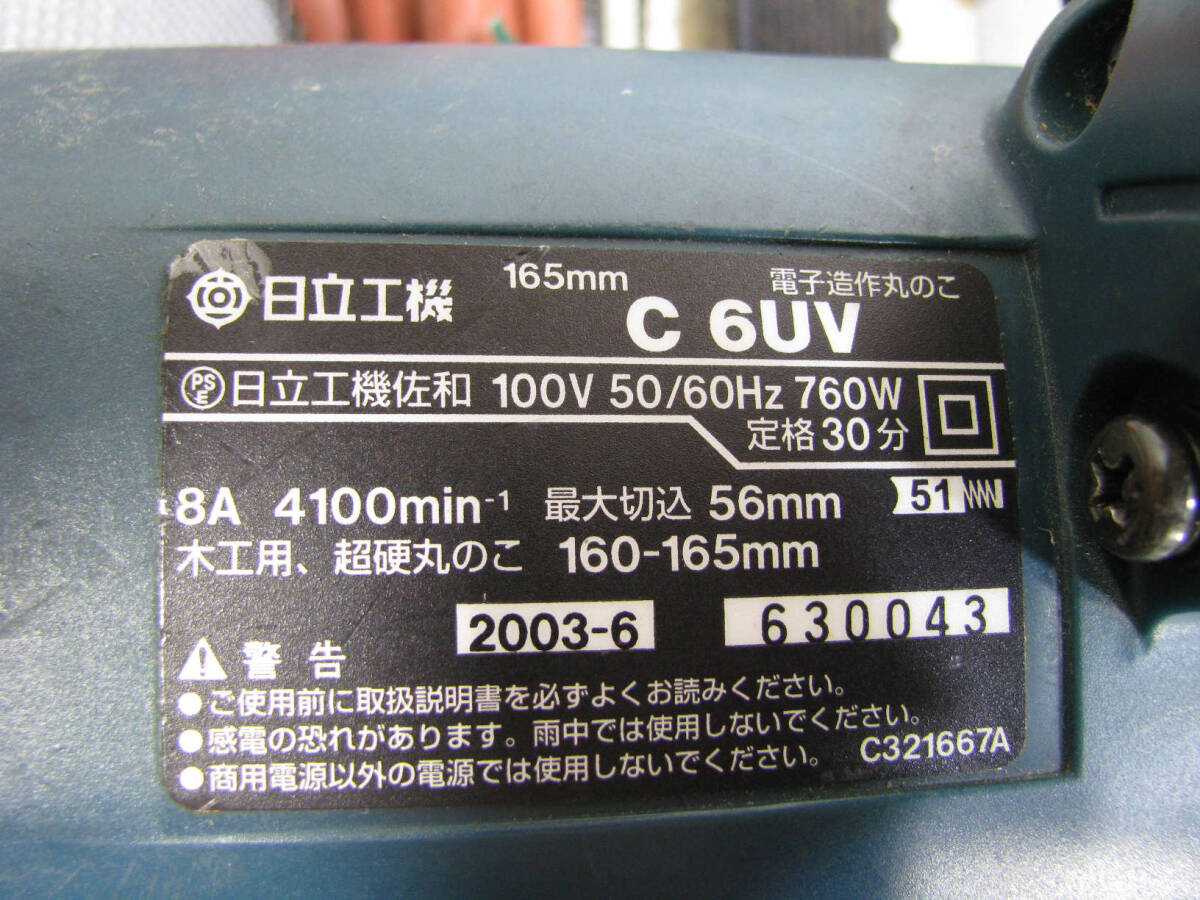 日立工機 165mm 電子造作丸のこ
C 6UV
PSE 日立工機佐和 100V 50/60Hz 760W
定格30分
8A 4100min-1 最大切込 56mm 51
木工用、超硬丸のこ 160-165mm
2003-6 630043
警告
●ご使用前に取扱説明書を必ずよくお読みください。
●感電の恐れがあります。雨中では使用しないでください。
●商用電源以外の電源では使用しないでください。
C321667A